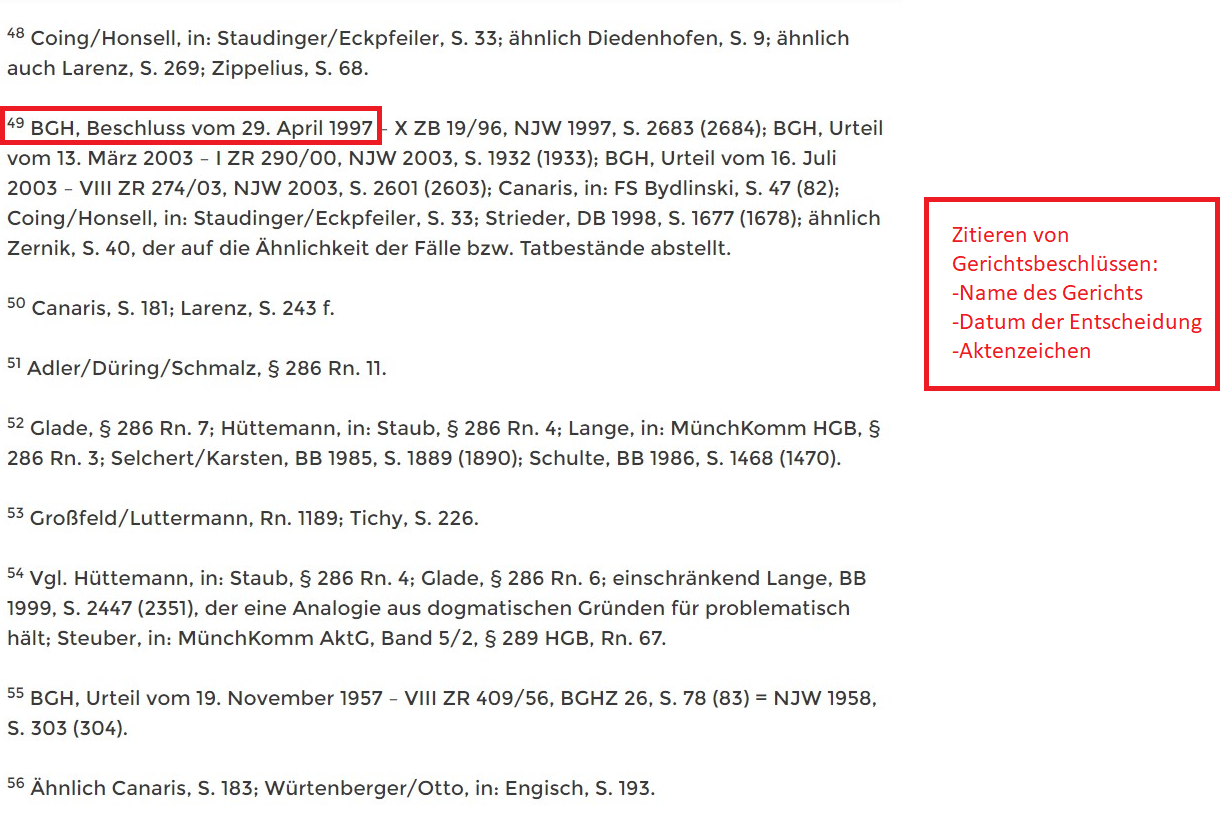 48 Coing/Honsell, in: Staudinger/Eckpfeiler, S. 33; ähnlich Diedenhofen, S. 9; ähnlich
auch Larenz, S. 269; Zippelius, S. 68.
49 BGH, Beschluss vom 29. April 1997 – X ZB 19/96, NJW 1997, S. 2683 (2684); BGH, Urteil
vom 13. März 2003 – I ZR 290/00, NJW 2003, S. 1932 (1933); BGH, Urteil vom 16. Juli
2003 – VIII ZR 274/03, NJW 2003, S. 2601 (2603); Canaris, in: FS Bydlinski, S. 47 (82);
Coing/Honsell, in: Staudinger/Eckpfeiler, S. 33; Strieder, DB 1998, S. 1677 (1678); ähnlich
Zernik, S. 40, der auf die Ähnlichkeit der Fälle bzw. Tatbestände abstellt.
50 Canaris, S. 181; Larenz, S. 243 f.
51 Adler/Düring/Schmalz, § 286 Rn. 11.
52 Glade, § 286 Rn. 7; Hüttemann, in: Staub, § 286 Rn. 4; Lange, in: MünchKomm HGB, §
286 Rn. 3; Selchert/Karsten, BB 1985, S. 1889 (1890); Schulte, BB 1986, S. 1468 (1470).
53 Großfeld/Luttermann, Rn. 1189; Tichy, S. 226.
54 Vgl. Hüttemann, in: Staub, § 286 Rn. 4; Glade, § 286 Rn. 6; einschränkend Lange, BB
1999, S. 2447 (2351), der eine Analogie aus dogmatischen Gründen für problematisch
hält; Steuber, in: MünchKomm AktG, Band 5/2, § 289 HGB, Rn. 67.
55 BGH, Urteil vom 19. November 1957 – VIII ZR 409/56, BGHZ 26, S. 78 (83) = NJW 1958,
S. 303 (304).
56 Ähnlich Canaris, S. 183; Würtenberger/Otto, in: Engisch, S. 193.
Zitieren von
Gerichtsbeschlüssen:
-Name des Gerichts
-Datum der Entscheidung
-Aktenzeichen